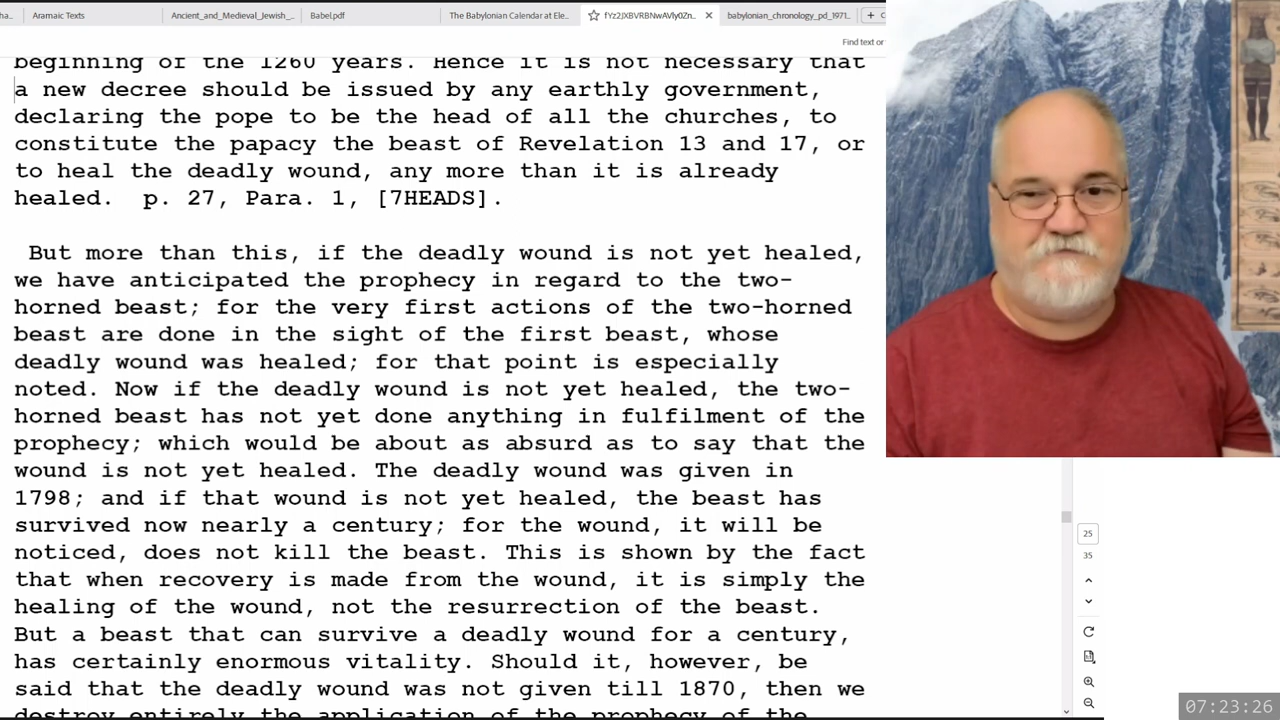 Aramaic Texts
Ancient_and_Medieval_Jewish_...
Babel.pdf
The Babylonian Calendar at Ele...
fYz2JXBVRBNwAVly0Zn...
babylonian_chronology_pd_1971...
Find text or
beginning of the 1260 years. Hence it is not necessary that
a new decree should be issued by any earthly government,
declaring the pope to be the head of all the churches, to
constitute the papacy the beast of Revelation 13 and 17, or
to heal the deadly wound, any more than it is already
healed. p. 27, Para. 1, [7HEADS].
But more than this, if the deadly wound is not yet healed,
we have anticipated the prophecy in regard to the two-
horned beast; for the very first actions of the two-horned
beast are done in the sight of the first beast, whose
deadly wound was healed; for that point is especially
noted. Now if the deadly wound is not yet healed, the two-
horned beast has not yet done anything in fulfilment of the
prophecy; which would be about as absurd as to say that the
wound is not yet healed. The deadly wound was given in
1798; and if that wound is not yet healed, the beast has
survived now nearly a century; for the wound, it will be
noticed, does not kill the beast. This is shown by the fact
that when recovery is made from the wound, it is simply the
healing of the wound, not the resurrection of the beast.
But a beast that can survive a deadly wound for a century,
has certainly enormous vitality. Should it, however, be
said that the deadly wound was not given till 1870, then we
destroy entirely the application of the prophecy of the
25
35
07:23:26